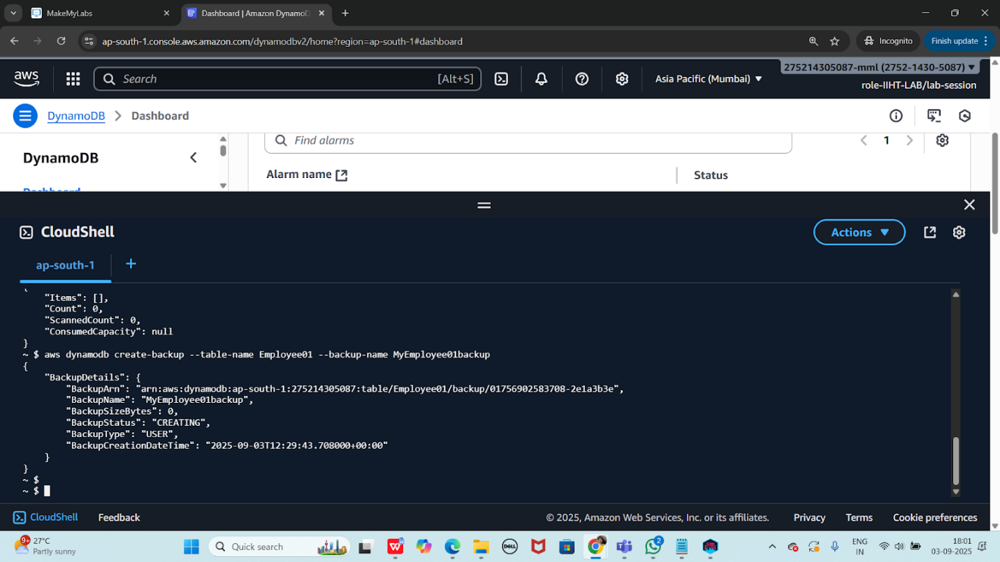 MakeMyLabs
Dashboard | Amazon DynamoD
ap-south-1.console.aws.amazon.com/dynamodbv2/home?region=ap-south-1#dashboard
Incognito
Finish update
aws
Search
[Alt+S]
Asia Pacific (Mumbai)
275214305087-mml (2752-1430-5087)
role-IIHT-LAB/lab-session
DynamoDB
Dashboard
DynamoDB
Dashboard
Find alarms
1
Alarm name
Status
CloudShell
Actions
ap-south-1
{
"Items": [],
"Count": 0,
"ScannedCount": 0,
"ConsumedCapacity": null
}
~ $ aws dynamodb create-backup --table-name Employee01 --backup-name MyEmployee01backup
{
"BackupDetails": {
"BackupArn": "arn:aws:dynamodb:ap-south-1:275214305087:table/Employee01/backup/01756902583708-2e1a3b3e",
"BackupName": "MyEmployee01backup",
"BackupSizeBytes": 0,
"BackupStatus": "CREATING",
"BackupType": "USER",
"BackupCreationDateTime": "2025-09-03T12:29:43.708000+00:00"
}
}
~ $
~ $
CloudShell
Feedback
© 2025, Amazon Web Services, Inc. or its affiliates.
Privacy
Terms
Cookie preferences
9+
27°C
Partly sunny
Quick search
DELL
2
ENG
IN
18:01
03-09-2025